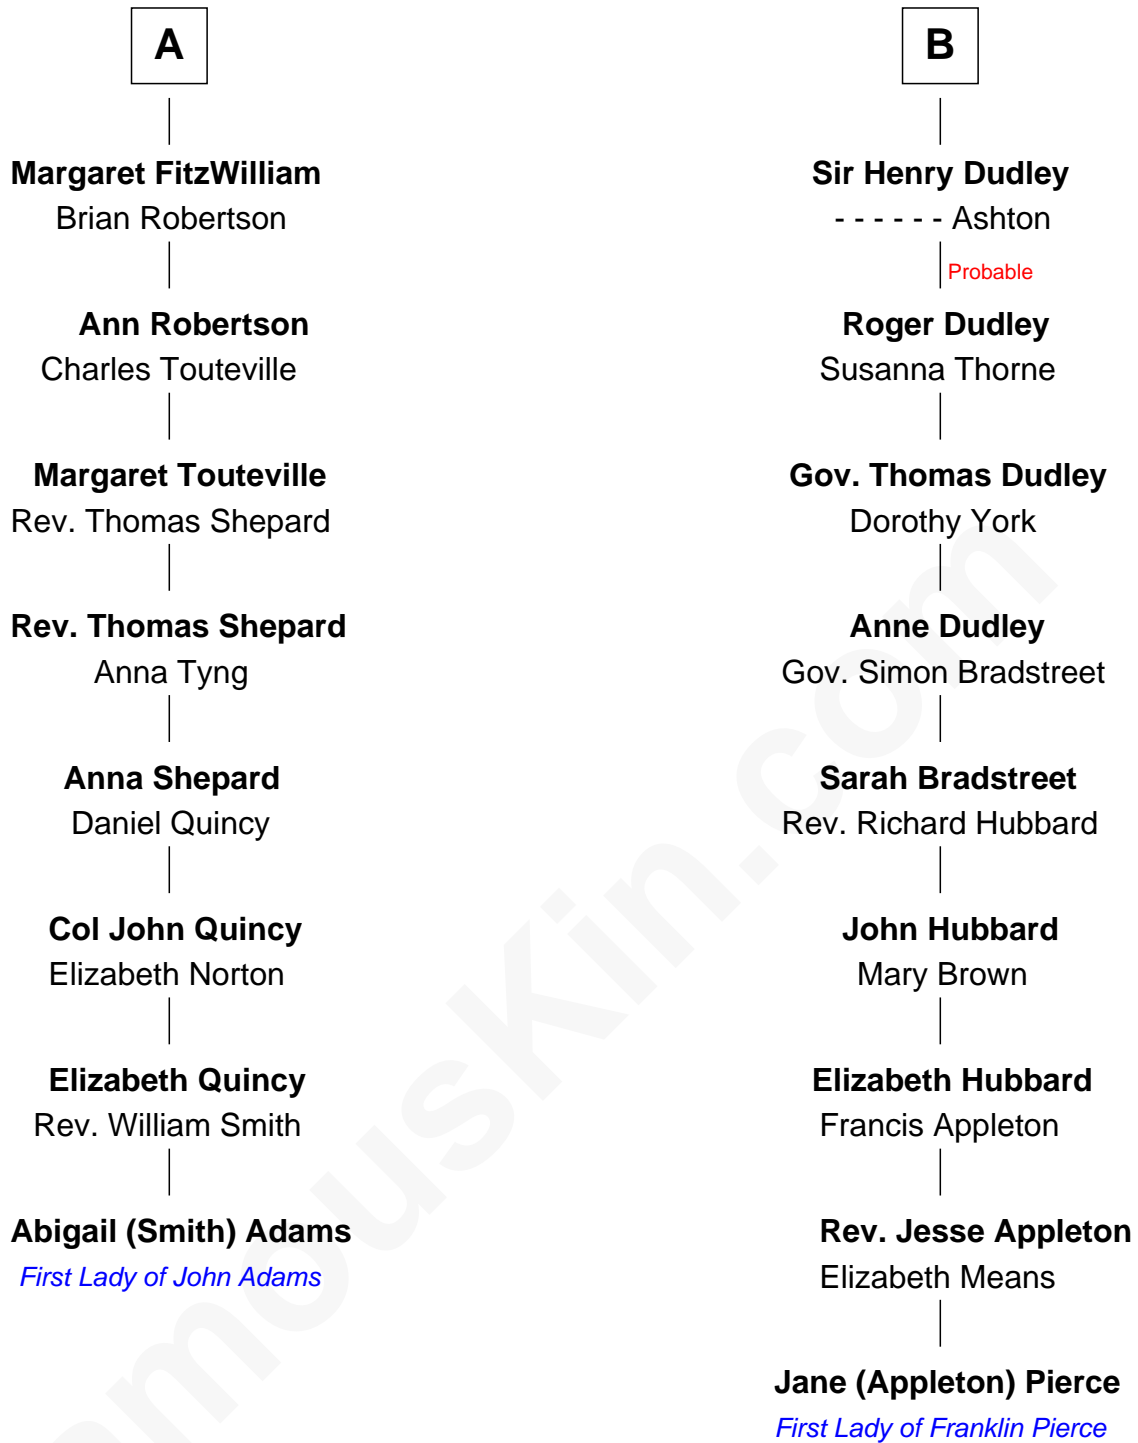 A
Margaret FitzWilliam
Brian Robertson
Ann Robertson
Charles Touteville
Margaret Touteville
Rev. Thomas Shepard
Rev. Thomas Shepard
Anna Tyng
Anna Shepard
Daniel Quincy
Col John Quincy
Elizabeth Norton
Elizabeth Quincy
Rev. William Smith
Abigail (Smith) Adams
First Lady of John Adams
B
Sir Henry Dudley
- - - - - - Ashton
Probable
Roger Dudley
Susanna Thorne
Gov. Thomas Dudley
Dorothy York
Anne Dudley
Gov. Simon Bradstreet
Sarah Bradstreet
Rev. Richard Hubbard
John Hubbard
Mary Brown
Elizabeth Hubbard
Francis Appleton
Rev. Jesse Appleton
Elizabeth Means
Jane (Appleton) Pierce
First Lady of Franklin Pierce
amousKin.com